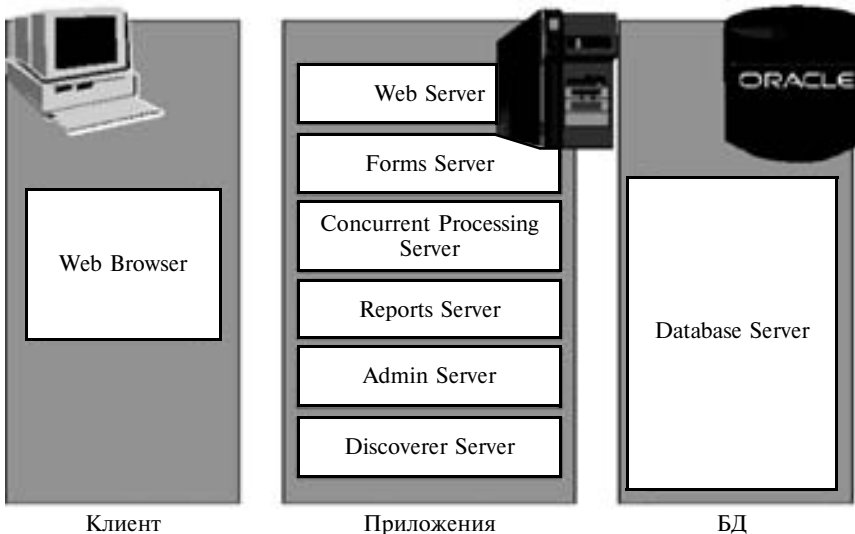 Web Browser
Клиент
Web Server
Forms Server
Concurrent Processing
Server
Reports Server
Admin Server
Discoverer Server
Приложения
ORACLE
Database Server
БД